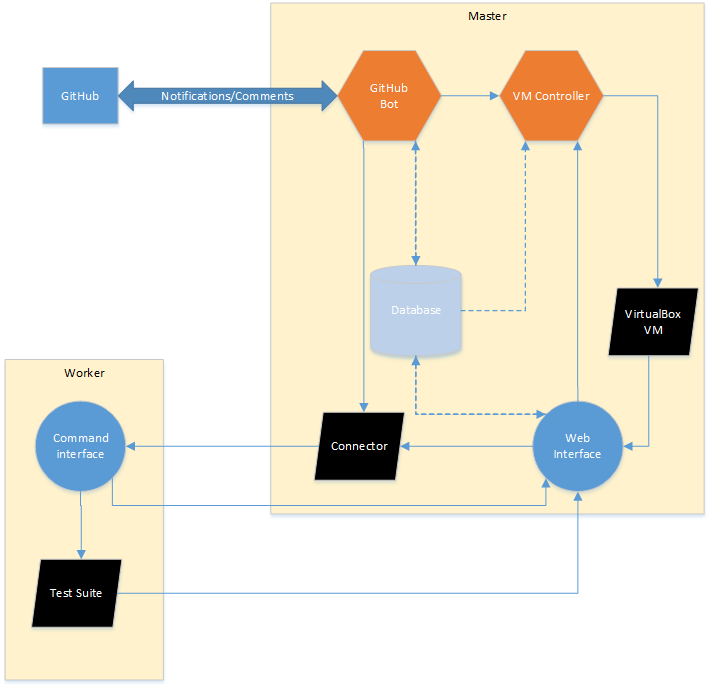 Master
GitHub
Notifications/Comments
GitHub
Bot
VM Controller
Database
VirtualBox
VM
Worker
Command
interface
Connector
Web
Interface
Test Suite